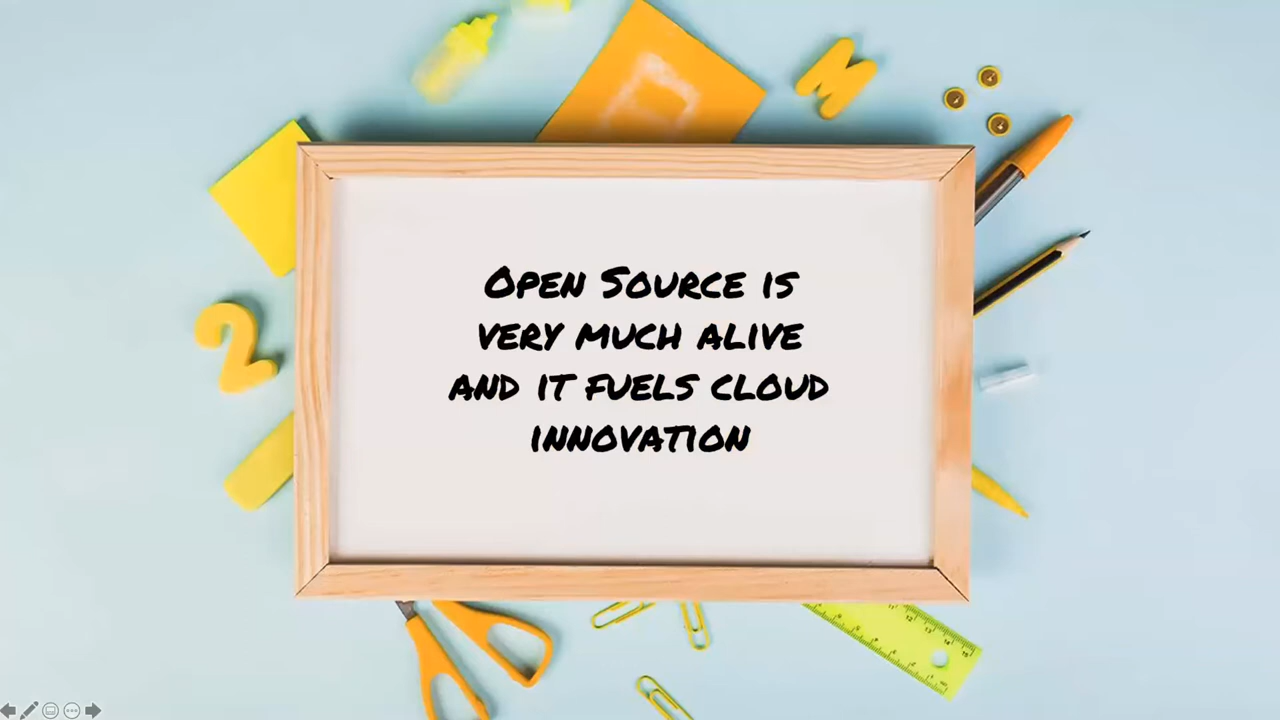 Open Source is
very much alive
and it fuels cloud
innovation